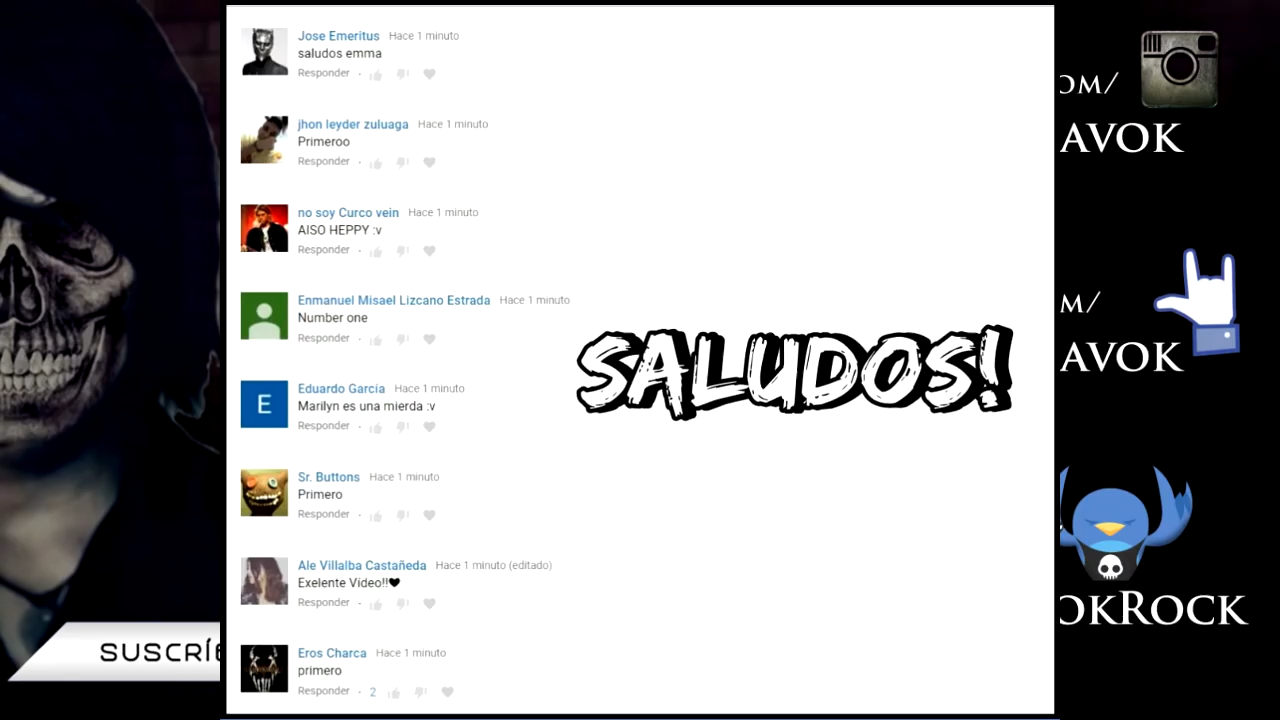 Jose Emeritus Hace 1 minuto
saludos emma
Responder
jhon leyder zuluaga Hace 1 minuto
Primeroo
Responder
no soy Curco vein Hace 1 minuto
AISO HEPPY :v
Responder
Enmanuel Misael Lizcano Estrada Hace 1 minuto
Number one
Responder
Eduardo García Hace 1 minuto
Marilyn es una mierda :v
Responder
E
Sr. Buttons Hace 1 minuto
Primero
Responder
Ale Villalba Castañeda Hace 1 minuto (editado)
Exelente Vídeo!!♥
Responder
Eros Charca Hace 1 minuto
primero
Responder · 2
SALUDOS!
OM/
AVOK
M/
AVOK
OKROCK
SUSCRÍ